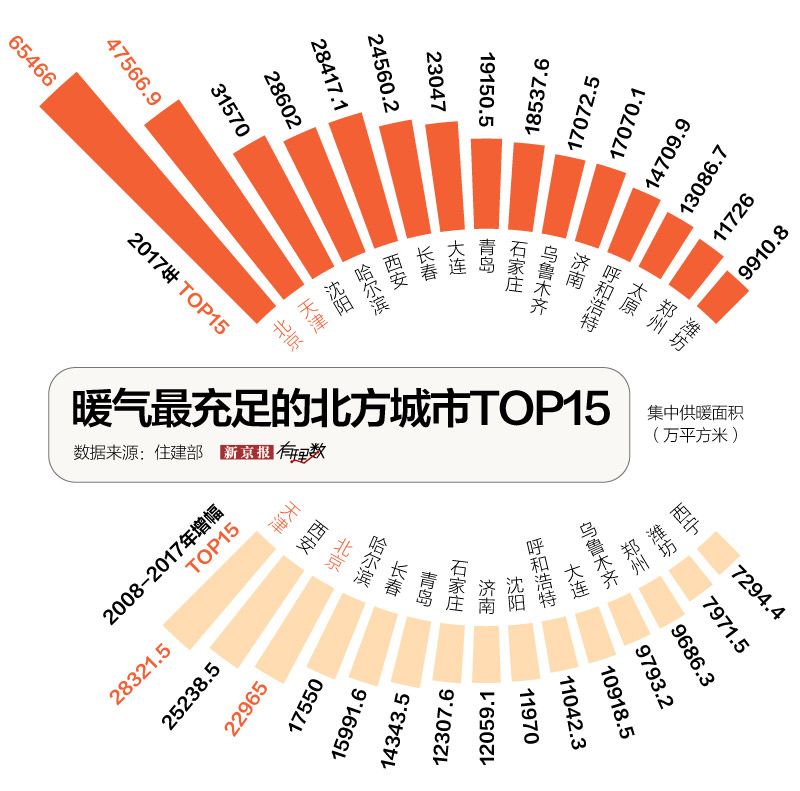 65466
47566.9
31570
28602
28417.1
24560.2
23047
19150.5
18537.6
17072.5
17070.1
14709.9
13086.7
11726
9910.8
2017年 TOP15
北京
天津
沈阳
哈尔滨
西安
长春
大连
青岛
石家庄
乌鲁木齐
济南
呼和浩特
太原
郑州
潍坊
暖气最充足的北方城市TOP15
数据来源：住建部 新京报 有理数
集中供暖面积
（万平方米）
2008-2017年增幅
TOP15
天津
西安
北京
哈尔滨
长春
青岛
石家庄
济南
沈阳
呼和浩特
大连
乌鲁木齐
郑州
潍坊
西宁
28321.5
25238.5
22965
17550
15991.6
14343.5
12307.6
12059.1
11970
11042.3
10918.5
9793.2
9686.3
7971.5
7294.4